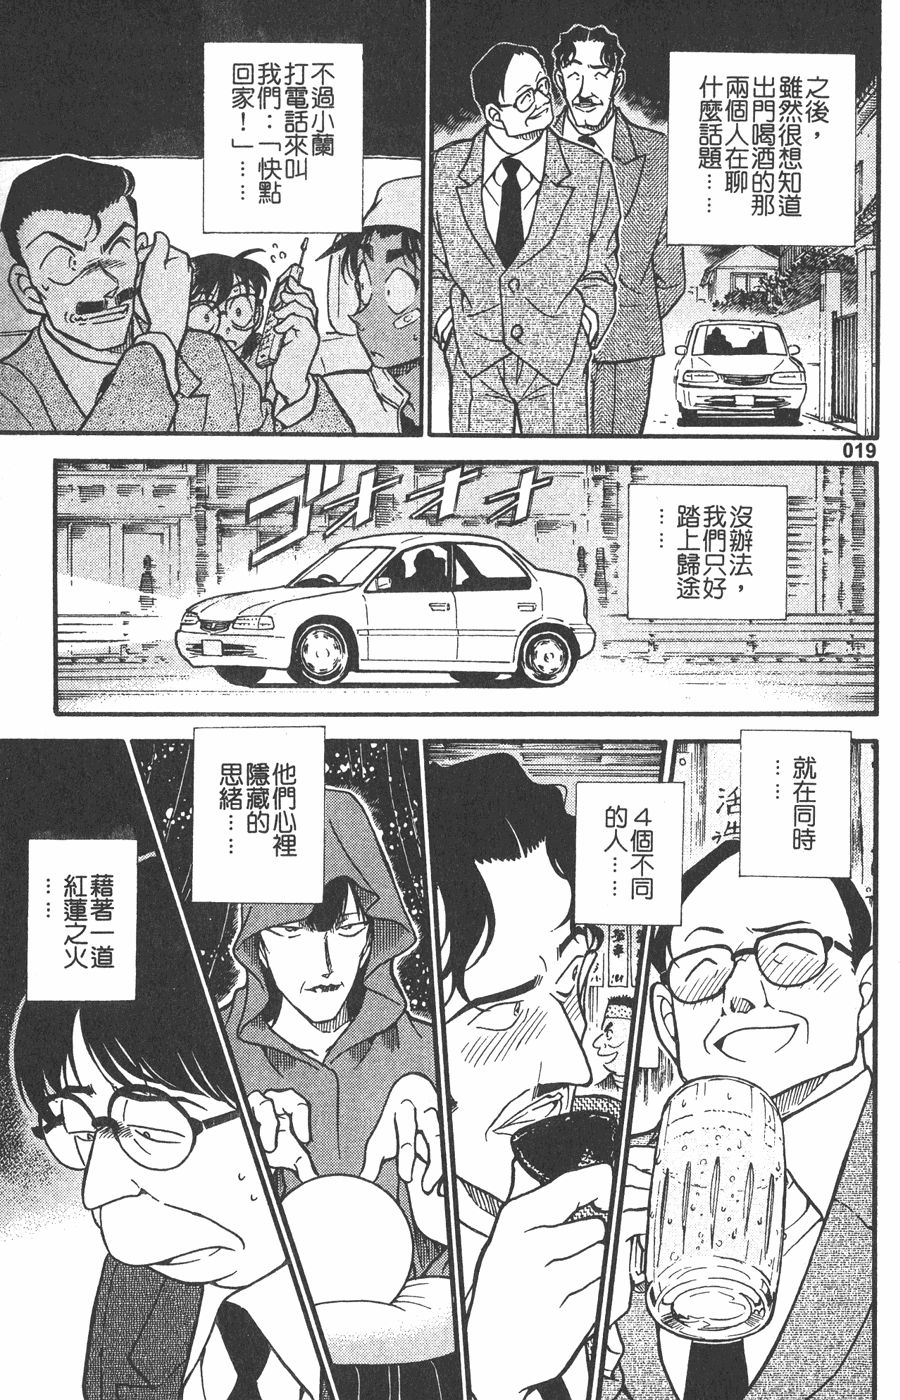 之後，
雖然很想知道
出門喝酒的那
兩個人在聊
什麼話題…
不過小蘭
打電話來叫
我們：「快點
回家！」……
019
沒辦法，
我們只好
踏上歸途
……
ゴオオオ
就在同時
……
4個不同
的人……
他們心裡
隱藏的
思緒……
藉著一道
紅蓮之火
……